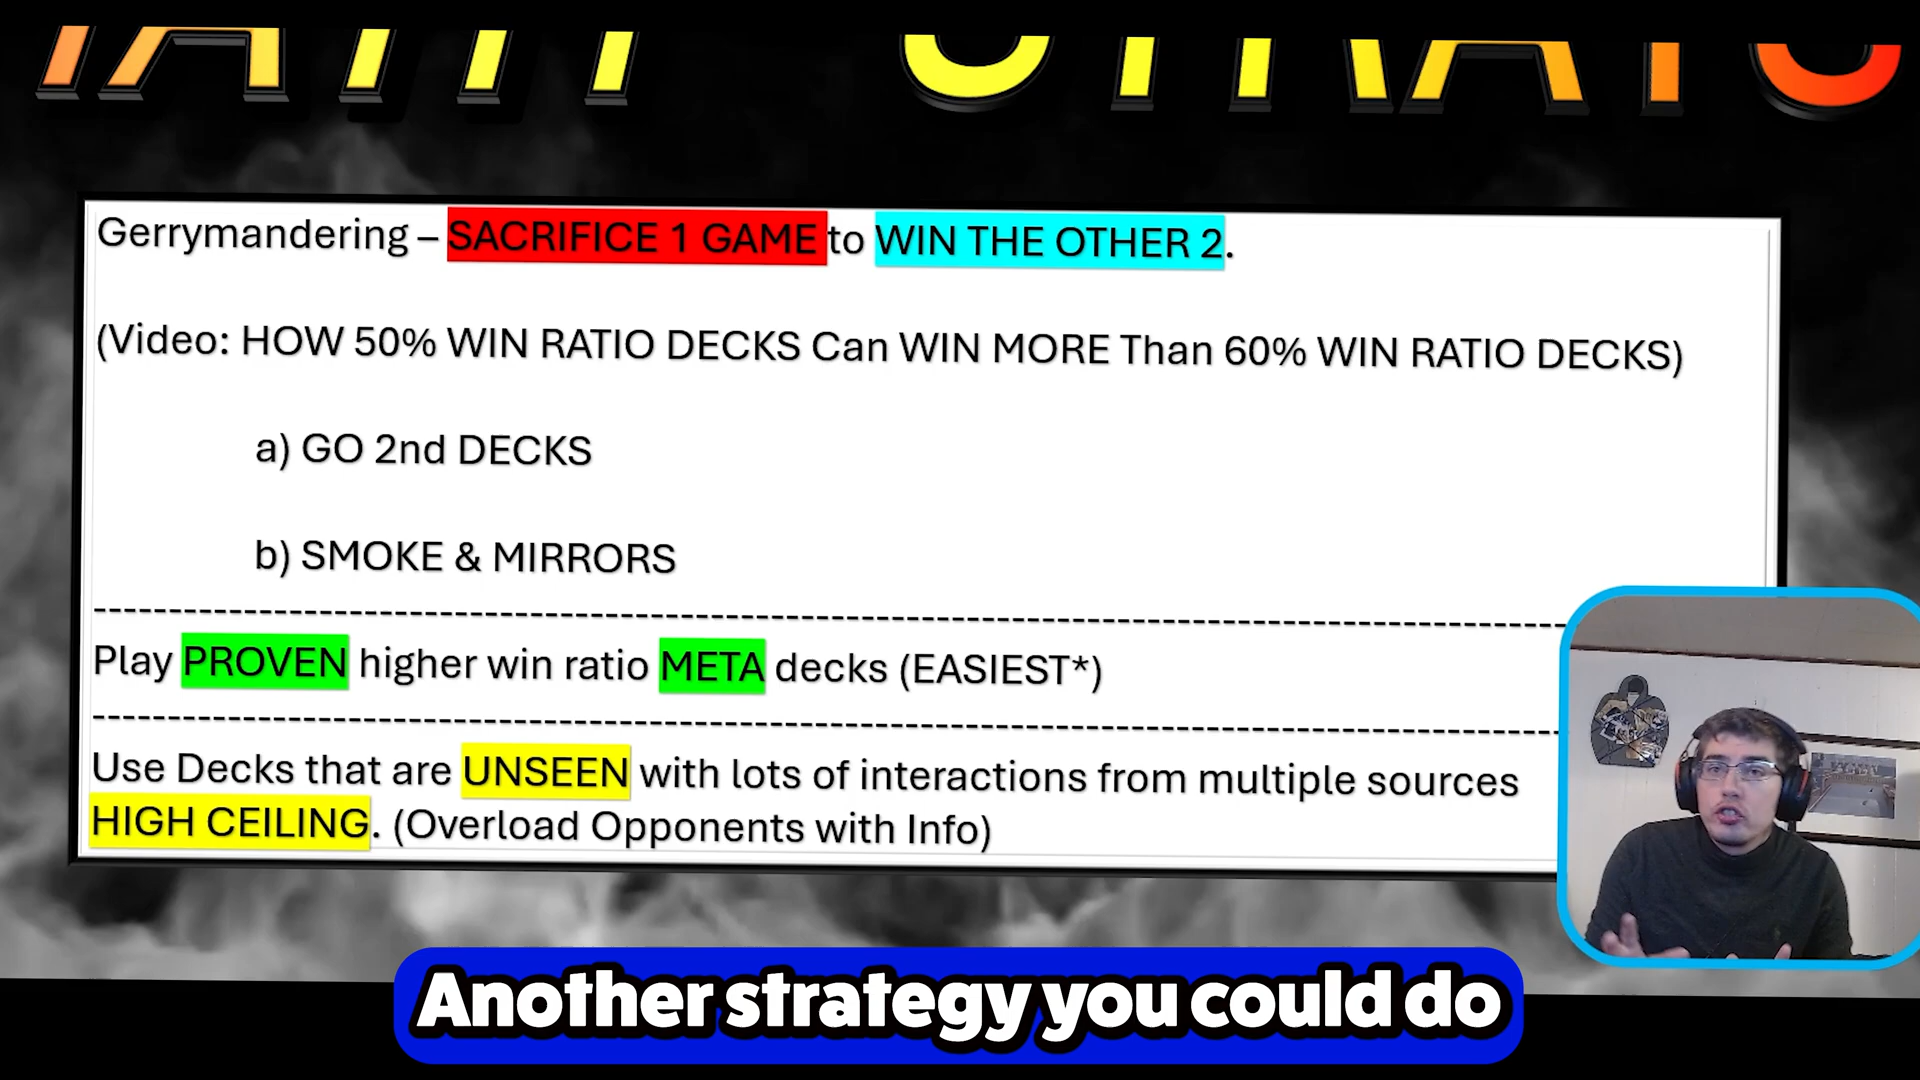 Gerrymandering – SACRIFICE 1 GAME to WIN THE OTHER 2.
(Video: HOW 50% WIN RATIO DECKS Can WIN MORE Than 60% WIN RATIO DECKS)
a) GO 2nd DECKS
b) SMOKE & MIRRORS
Play PROVEN higher win ratio META decks (EASIEST*)
Use Decks that are UNSEEN with lots of interactions from multiple sources
HIGH CEILING. (Overload Opponents with Info)
Another strategy you could do